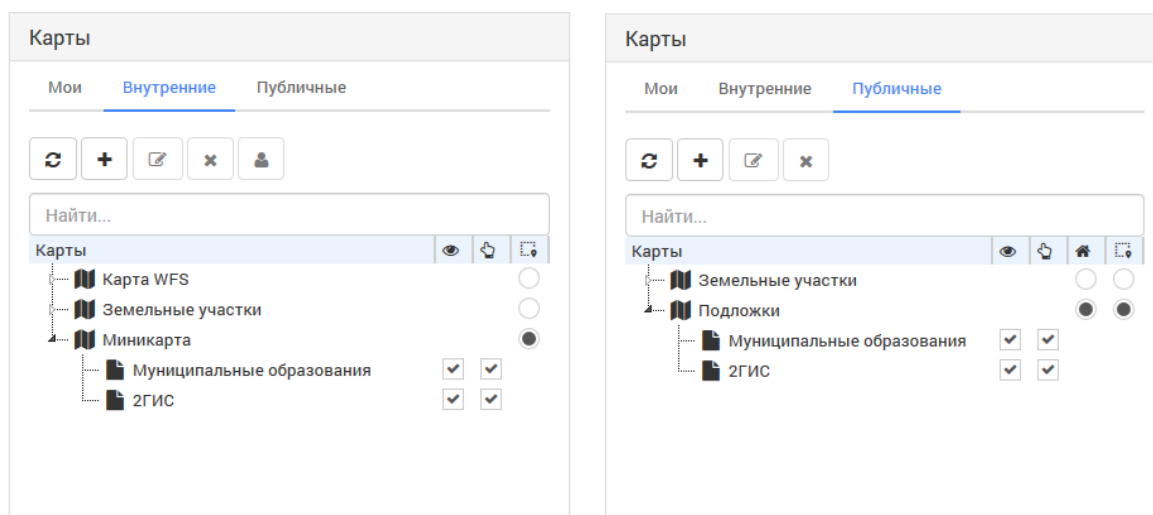 Карты
Мои Внутренние Публичные
Найти...
Карты
Карта WFS
Земельные участки
Миникарта
Муниципальные образования
2ГИС
Карты
Мои Внутренние Публичные
Найти...
Карты
Земельные участки
Подложки
Муниципальные образования
2ГИС